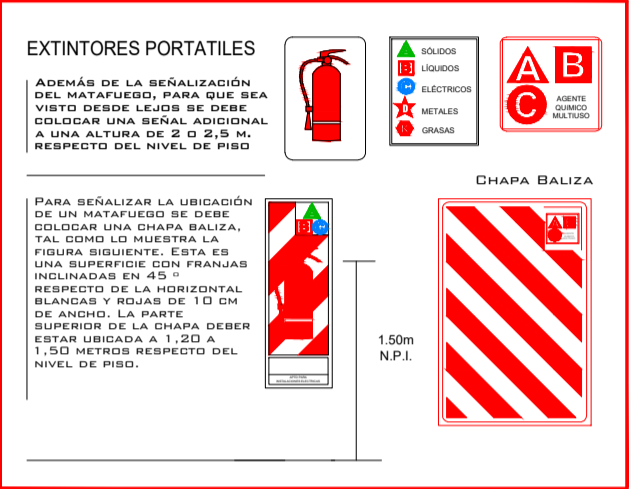 EXTINTORES PORTATILES
ADEMÁS DE LA SEÑALIZACIÓN
DEL MATAFUEGO, PARA QUE SEA
VISTO DESDE LEJOS SE DEBE
COLOCAR UNA SEÑAL ADICIONAL
A UNA ALTURA DE 2 O 2,5 M.
RESPECTO DEL NIVEL DE PISO
SÓLIDOS
B LÍQUIDOS
ELÉCTRICOS
METALES
K GRASAS
A B
C
AGENTE
QUIMICO
MULTIUSO
CHAPA BALIZA
PARA SEÑALIZAR LA UBICACIÓN
DE UN MATAFUEGO SE DEBE
COLOCAR UNA CHAPA BALIZA,
TAL COMO LO MUESTRA LA
FIGURA SIGUIENTE. ESTA ES
UNA SUPERFICIE CON FRANJAS
INCLINADAS EN 45 º
RESPECTO DE LA HORIZONTAL
BLANCAS Y ROJAS DE 10 CM
DE ANCHO. LA PARTE
SUPERIOR DE LA CHAPA DEBER
ESTAR UBICADA A 1,20 A
1,50 METROS RESPECTO DEL
NIVEL DE PISO.
B
APTO PARA
INSTALACIONES ELECTRICAS
1.50m
N.P.I.